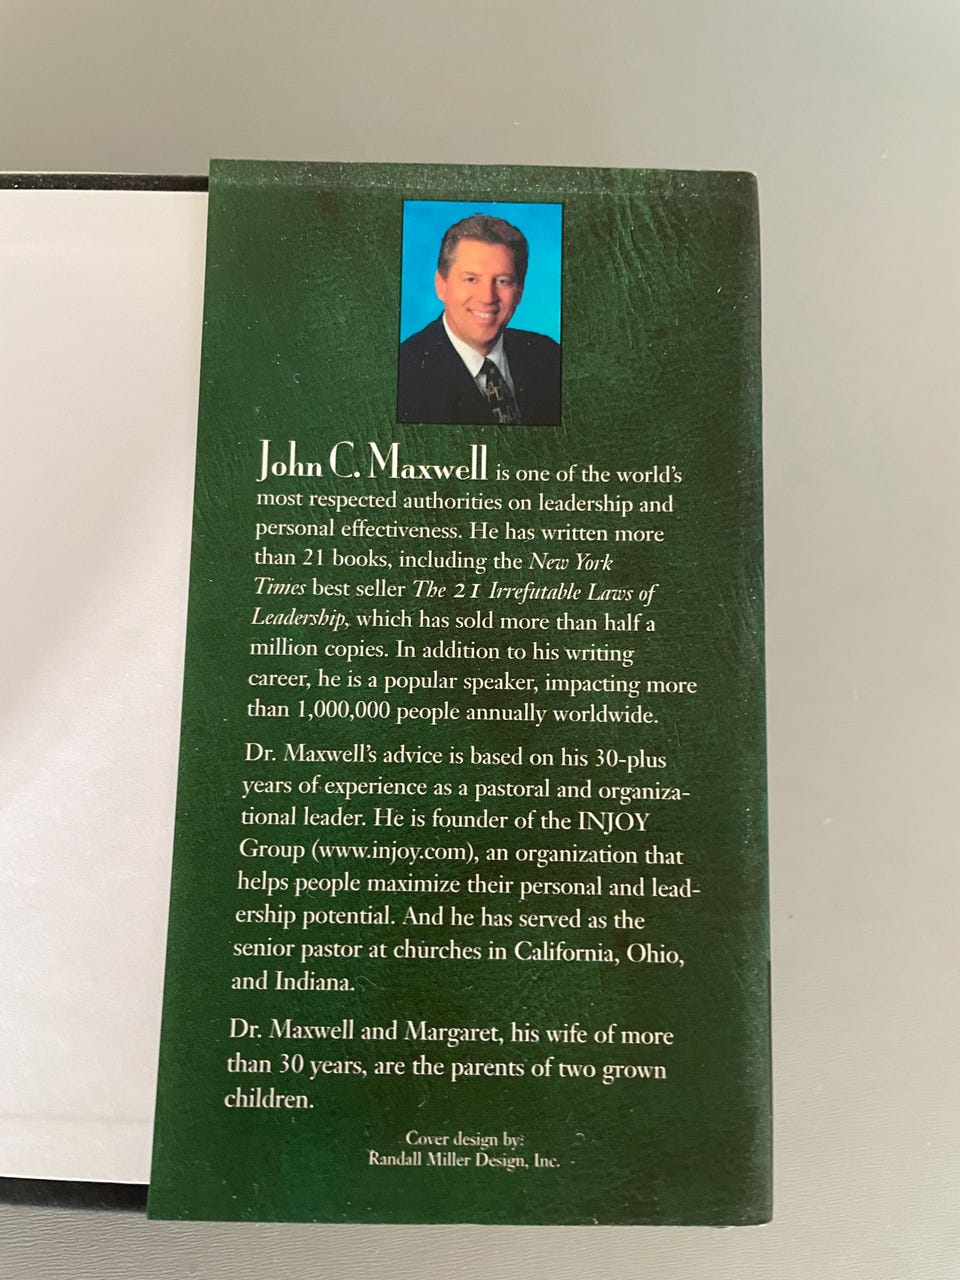 John C. Maxwell is one of the world's
most respected authorities on leadership and
personal effectiveness. He has written more
than 21 books, including the New York
Times best seller The 21 Irrefutable Laws of
Leadership, which has sold more than half a
million copies. In addition to his writing
career, he is a popular speaker, impacting more
than 1,000,000 people annually worldwide.
Dr. Maxwell's advice is based on his 30-plus
years of experience as a pastoral and organiza-
tional leader. He is founder of the INJOY
Group (www.injoy.com), an organization that
helps people maximize their personal and lead-
ership potential. And he has served as the
senior pastor at churches in California, Ohio,
and Indiana.
Dr. Maxwell and Margaret, his wife of more
than 30 years, are the parents of two grown
children.
Cover design by:
Randall Miller Design, Inc.